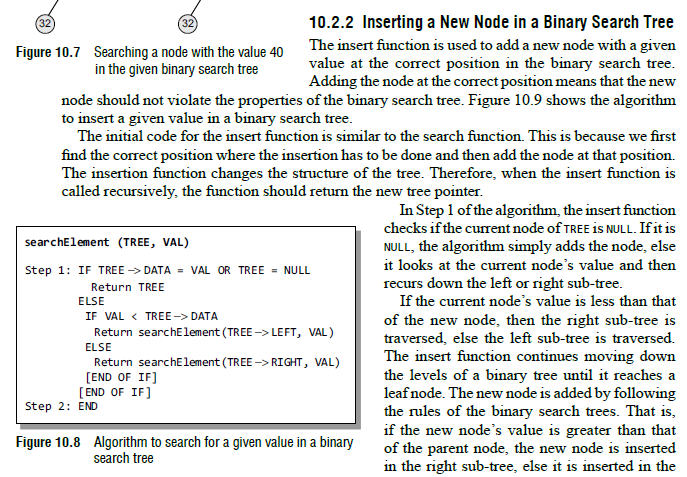 32 32
Figure 10.7 Searching a node with the value 40
in the given binary search tree
10.2.2 Inserting a New Node in a Binary Search Tree
The insert function is used to add a new node with a given
value at the correct position in the binary search tree.
Adding the node at the correct position means that the new
node should not violate the properties of the binary search tree. Figure 10.9 shows the algorithm
to insert a given value in a binary search tree.
The initial code for the insert function is similar to the search function. This is because we first
find the correct position where the insertion has to be done and then add the node at that position.
The insertion function changes the structure of the tree. Therefore, when the insert function is
called recursively, the function should return the new tree pointer.
searchElement (TREE, VAL)
Step 1: IF TREE -> DATA = VAL OR TREE = NULL
Return TREE
ELSE
IF VAL < TREE -> DATA
Return searchElement(TREE -> LEFT, VAL)
ELSE
Return searchElement(TREE -> RIGHT, VAL)
[END OF IF]
[END OF IF]
Step 2: END
Figure 10.8 Algorithm to search for a given value in a binary
search tree
In Step 1 of the algorithm, the insert function
checks if the current node of TREE is NULL. If it is
NULL, the algorithm simply adds the node, else
it looks at the current node's value and then
recurs down the left or right sub-tree.
If the current node's value is less than that
of the new node, then the right sub-tree is
traversed, else the left sub-tree is traversed.
The insert function continues moving down
the levels of a binary tree until it reaches a
leaf node. The new node is added by following
the rules of the binary search trees. That is,
if the new node's value is greater than that
of the parent node, the new node is inserted
in the right sub-tree, else it is inserted in the